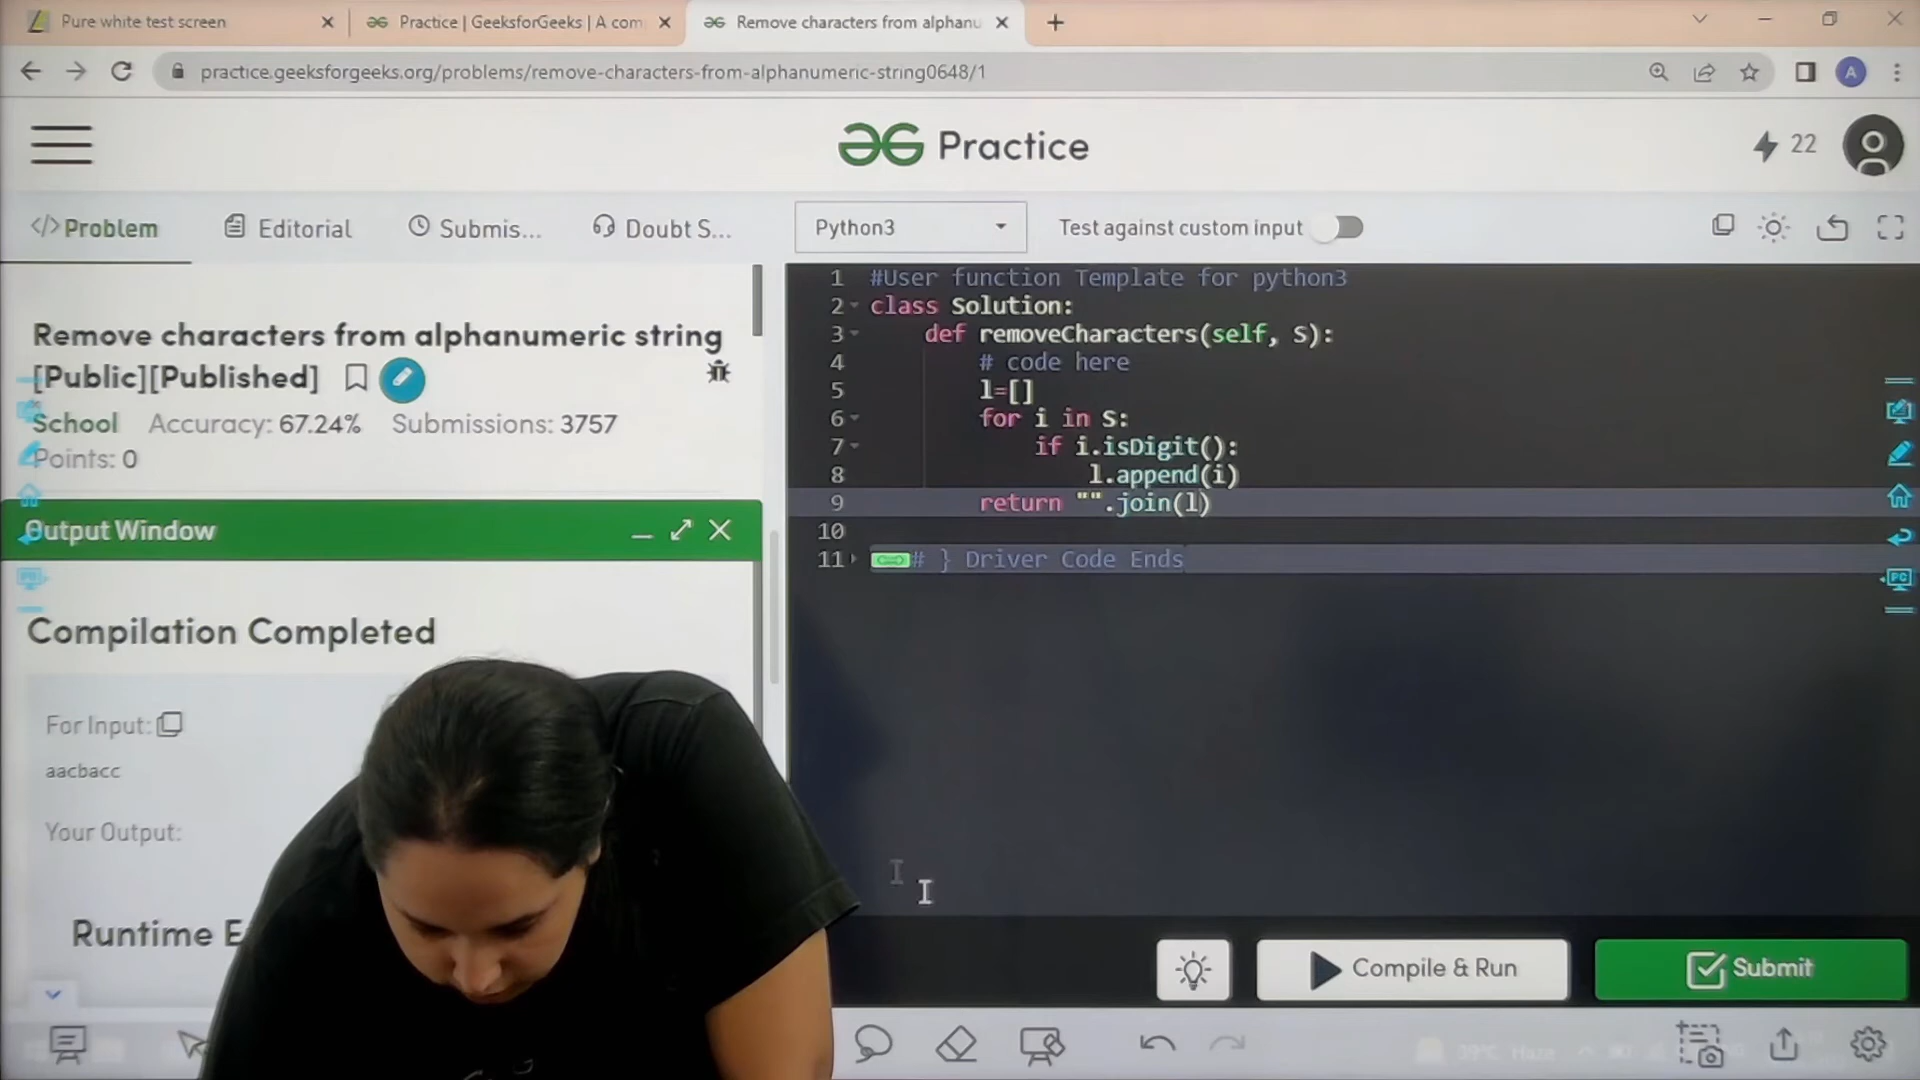 Pure white test screen
Practice | GeeksforGeeks | A com
Remove characters from alphanu
practice.geeksforgeeks.org/problems/remove-characters-from-alphanumeric-string0648/1
A
Practice
22
</> Problem
Editorial
Submis...
Doubt S...
Python3
Test against custom input
Remove characters from alphanumeric string
[Public][Published]
School Accuracy: 67.24% Submissions: 3757
Points: 0
Output Window
Compilation Completed
For Input:
aacbacc
Your Output:
Runtime E
1 #User function Template for python3
2 class Solution:
3 def removeCharacters(self, S):
4 # code here
5 l=[]
6 for i in S:
7 if i.isDigit():
8 l.append(i)
9 return "".join(l)
10
11 # } Driver Code Ends
PC
Compile & Run
Submit